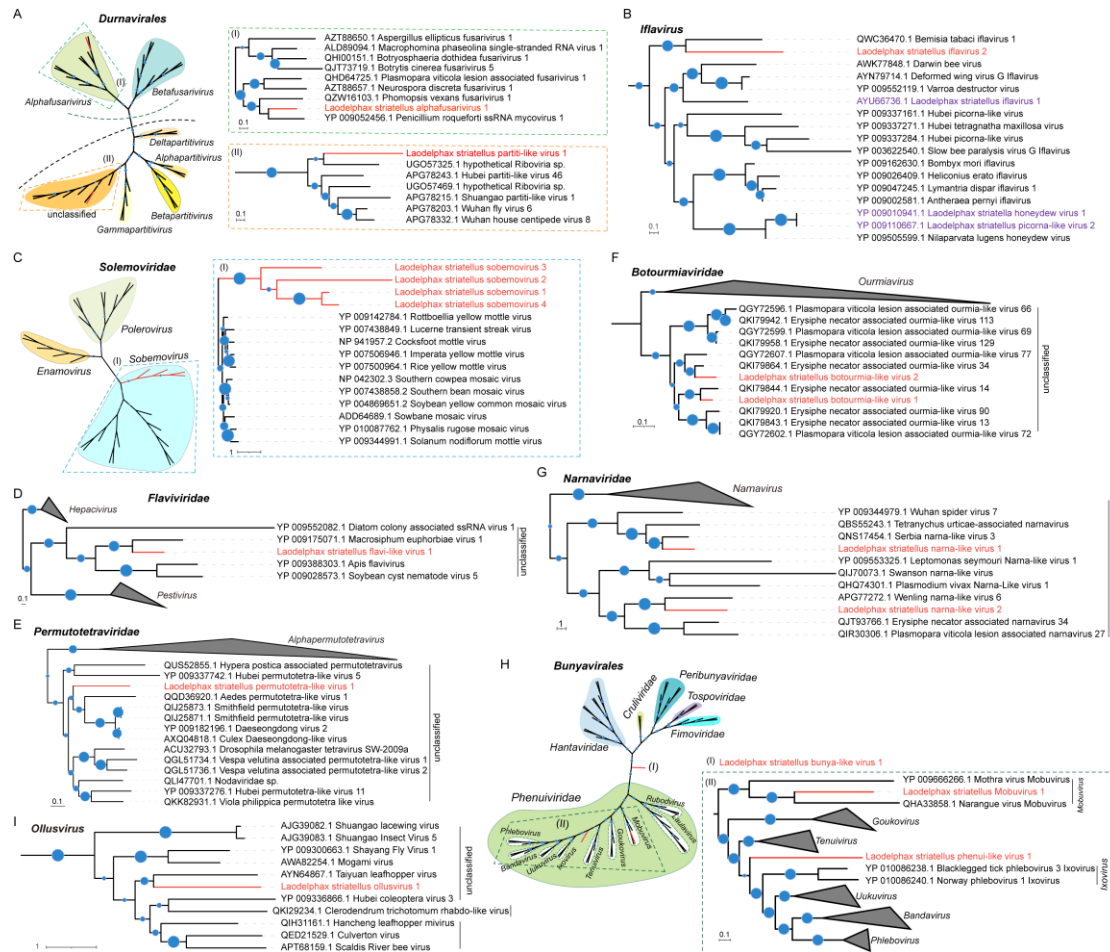 A
Durnavirales
Alphafusarivirus
Betafusarivirus
(I)
Deltapartitivirus
Alphapartitivirus
(II)
unclassified
Betapartitivirus
Gammapartitivirus
(I)
AZT88650.1 Aspergillus ellipticus fusarivirus 1
ALD89094.1 Macrophomina phaseolina single-stranded RNA virus 1
QHI00151.1 Botryosphaeria dothidea fusarivirus 1
QJT73719.1 Botrytis cinerea fusarivirus 5
QHD64725.1 Plasmopara viticola lesion associated fusarivirus 1
AZT88657.1 Neurospora discreta fusarivirus 1
QZW16103.1 Phomopsis vexans fusarivirus 1
Laodelphax striatellus alphafusarivirus 1
YP 009052456.1 Penicillium roqueforti ssRNA mycovirus 1
0.1
(II)
Laodelphax striatellus partiti-like virus 1
UGO57325.1 hypothetical Riboviria sp.
APG78243.1 Hubei partiti-like virus 46
UGO57469.1 hypothetical Riboviria sp.
APG78215.1 Shuangao partiti-like virus 1
APG78203.1 Wuhan fly virus 6
APG78332.1 Wuhan house centipede virus 8
0.1
B
Iflavirus
QWC36470.1 Bemisia tabaci iflavirus 1
Laodelphax striatellus iflavirus 2
AWK77848.1 Darwin bee virus
AYN79714.1 Deformed wing virus G Iflavirus
YP 009552119.1 Varroa destructor virus
AYU66736.1 Laodelphax striatellus iflavirus 1
YP 009337161.1 Hubei picorna-like virus
YP 009337271.1 Hubei tetragnatha maxillosa virus
YP 009337284.1 Hubei picorna-like virus
YP 003622540.1 Slow bee paralysis virus G Iflavirus
YP 009162630.1 Bombyx mori iflavirus
YP 009026409.1 Heliconius erato iflavirus
YP 009047245.1 Lymantria dispar iflavirus 1
YP 009002581.1 Antheraea pernyi iflavirus
YP 009010941.1 Laodelphax striatella honeydew virus 1
YP 009110667.1 Laodelphax striatellus picorna-like virus 2
YP 009505599.1 Nilaparvata lugens honeydew virus
0.1
C
Solemoviridae
Polerovirus
Enamovirus
(I)
Sobemovirus
(I)
Laodelphax striatellus sobemovirus 3
Laodelphax striatellus sobemovirus 2
Laodelphax striatellus sobemovirus 1
Laodelphax striatellus sobemovirus 4
YP 009142784.1 Rottboellia yellow mottle virus
YP 007438849.1 Lucerne transient streak virus
NP 941957.2 Cocksfoot mottle virus
YP 007506946.1 Imperata yellow mottle virus
YP 007500964.1 Rice yellow mottle virus
NP 042302.3 Southern cowpea mosaic virus
YP 007438858.2 Southern bean mosaic virus
YP 004869651.2 Soybean yellow common mosaic virus
ADD64689.1 Sowbane mosaic virus
YP 010087762.1 Physalis rugose mosaic virus
YP 009344991.1 Solanum nodiflorum mottle virus
1
D
Flaviviridae
Hepacivirus
YP 009552082.1 Diatom colony associated ssRNA virus 1
YP 009175071.1 Macrosiphum euphorbiae virus 1
Laodelphax striatellus flavi-like virus 1
YP 009388303.1 Apis flavivirus
YP 009028573.1 Soybean cyst nematode virus 5
Pestivirus
unclassified
0.1
E
Permutotetraviridae
Alphapermutotetravirus
QUS52855.1 Hypera postica associated permutotetravirus
YP 009337742.1 Hubei permutotetra-like virus 5
Laodelphax striatellus permutotetra-like virus 1
QQD36920.1 Aedes permutotetra-like virus 1
QIJ25873.1 Smithfield permutotetra-like virus
QIJ25871.1 Smithfield permutotetra-like virus
YP 009182196.1 Daeseongdong virus 2
AXQ04818.1 Culex Daeseongdong-like virus
ACU32793.1 Drosophila melanogaster tetravirus SW-2009a
QGL51734.1 Vespa velutina associated permutotetra-like virus 1
QGL51736.1 Vespa velutina associated permutotetra-like virus 2
QLI47701.1 Nodaviridae sp.
YP 009337276.1 Hubei permutotetra-like virus 11
QKK82931.1 Viola philippica permutotetra like virus
unclassified
0.1
F
Botourmiaviridae
Ourmiavirus
QGY72596.1 Plasmopara viticola lesion associated ourmia-like virus 66
QKI79942.1 Erysiphe necator associated ourmia-like virus 113
QGY72599.1 Plasmopara viticola lesion associated ourmia-like virus 69
QKI79958.1 Erysiphe necator associated ourmia-like virus 129
QGY72607.1 Plasmopara viticola lesion associated ourmia-like virus 77
QKI79864.1 Erysiphe necator associated ourmia-like virus 34
Laodelphax striatellus botourmia-like virus 2
QKI79844.1 Erysiphe necator associated ourmia-like virus 14
Laodelphax striatellus botourmia-like virus 1
QKI79920.1 Erysiphe necator associated ourmia-like virus 90
QKI79843.1 Erysiphe necator associated ourmia-like virus 13
QGY72602.1 Plasmopara viticola lesion associated ourmia-like virus 72
unclassified
0.1
G
Narnaviridae
Narnavirus
YP 009344979.1 Wuhan spider virus 7
QBS55243.1 Tetranychus urticae-associated narnavirus
QNS17454.1 Serbia narna-like virus 3
Laodelphax striatellus narna-like virus 1
YP 009553325.1 Leptomonas seymouri Narna-like virus 1
QIJ70073.1 Swanson narna-like virus
QHQ74301.1 Plasmodium vivax Narna-Like virus 1
APG77272.1 Wenling narna-like virus 6
Laodelphax striatellus narna-like virus 2
QJT93766.1 Erysiphe necator associated narnavirus 34
QIR30306.1 Plasmopara viticola lesion associated narnavirus 27
1
H
Bunyavirales
Hantaviridae
Cruliviridae
Peribunyaviridae
Tospoviridae
Fimoviridae
(I)
Phenuiviridae
(II)
Phlebovirus
Bandavirus
Uukuvirus
Ixovirus
Tenuivirus
Goukovirus
Mobuvirus
Rubodvirus
Laulavirus
(I) Laodelphax striatellus bunya-like virus 1
(II)
YP 009666266.1 Mothra virus Mobuvirus
Laodelphax striatellus Mobuvirus 1
QHA33858.1 Narangue virus Mobuvirus
Mobuvirus
Goukovirus
Tenuivirus
Laodelphax striatellus phenui-like virus 1
YP 010086238.1 Blacklegged tick phlebovirus 3 Ixovirus
YP 010086240.1 Norway phlebovirus 1 Ixovirus
Ixovirus
Uukuvirus
Bandavirus
Phlebovirus
0.1
I
Ollusvirus
AJG39082.1 Shuangao lacewing virus
AJG39083.1 Shuangao Insect Virus 5
YP 009300663.1 Shayang Fly Virus 1
AWA82254.1 Mogami virus
AYN64867.1 Taiyuan leafhopper virus
Laodelphax striatellus ollusvirus 1
YP 009336866.1 Hubei coleoptera virus 3
QKI29234.1 Clerodendrum trichotomum rhabdo-like virus
QIH31161.1 Hancheng leafhopper mivirus
QED21529.1 Culverton virus
APT68159.1 Scaldis River bee virus
unclassified
1